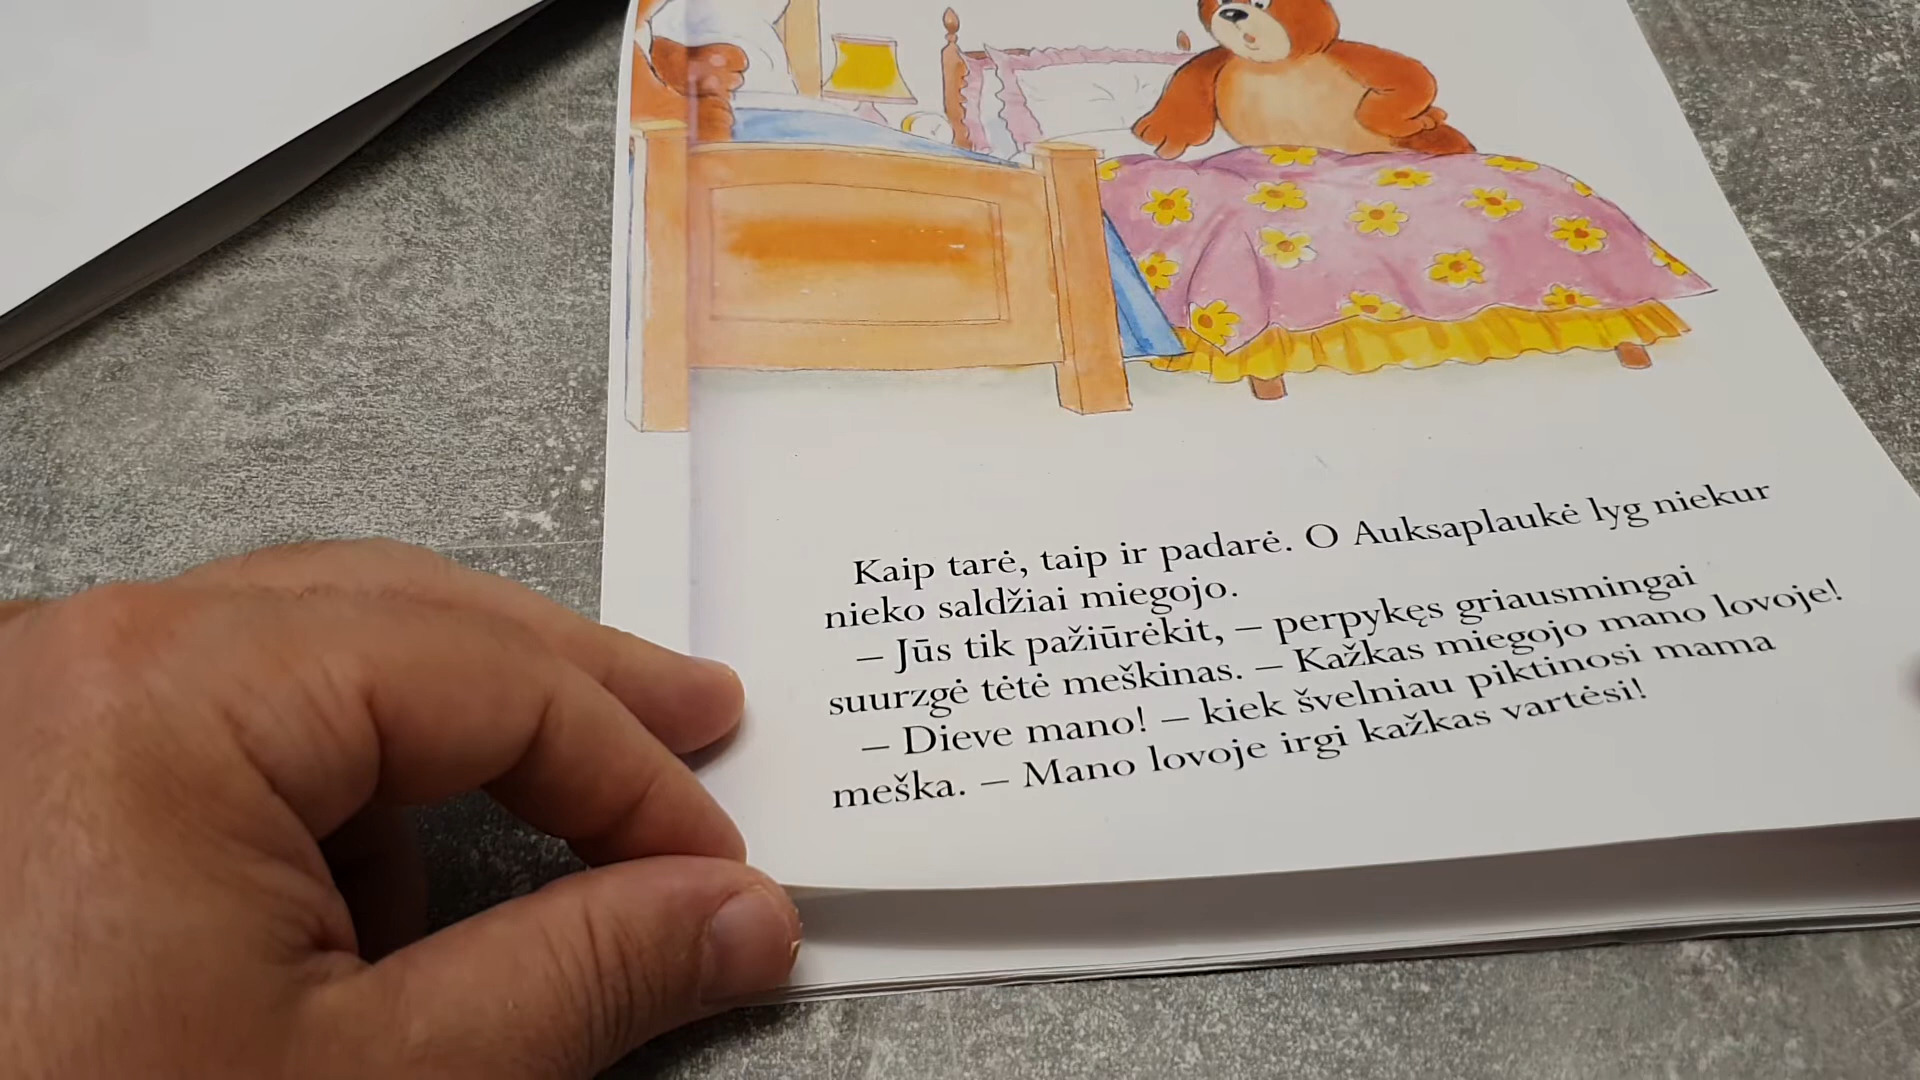 Kaip tarė, taip ir padarė. O Auksaplaukė lyg niekur
nieko saldžiai miegojo.
– Jūs tik pažiūrėkit, – perpykęs griausmingai
suurzgė tėtė meškinas. – Kažkas miegojo mano lovoje!
– Dieve mano! – kiek švelniau piktinosi mama
meška. – Mano lovoje irgi kažkas vartėsi!